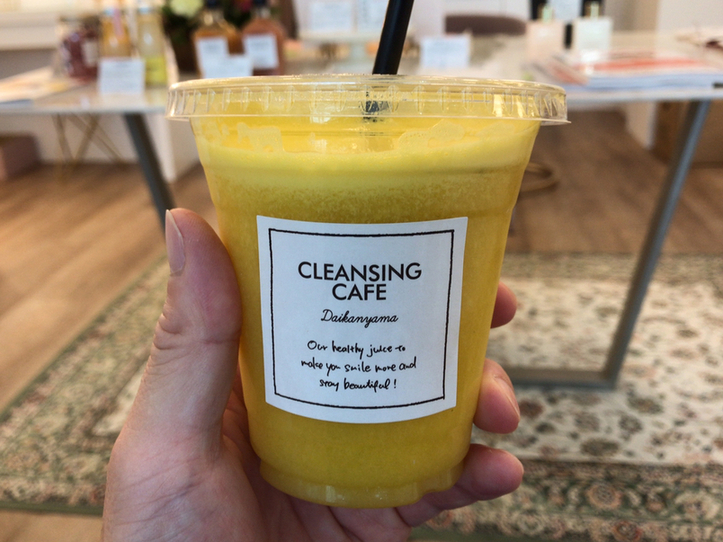 CLEANSING
CAFE
Daikanyama
Our healthy juice to
make you smile more and
stay beautiful!